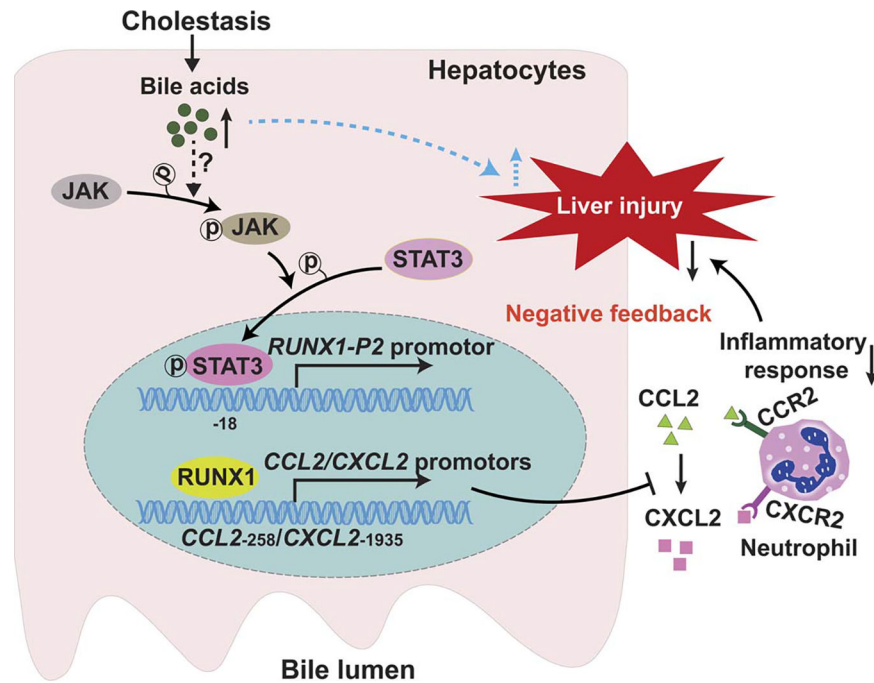 Cholestasis
Hepatocytes
Bile acids
?
JAK
p
p
JAK
p
STAT3
Liver injury
Negative feedback
Inflammatory
response
p
STAT3
RUNX1-P2 promotor
-18
RUNX1
CCL2/CXCL2 promotors
CCL2-258/CXCL2-1935
CCL2
CXCL2
CCR2
CXCR2
Neutrophil
Bile lumen